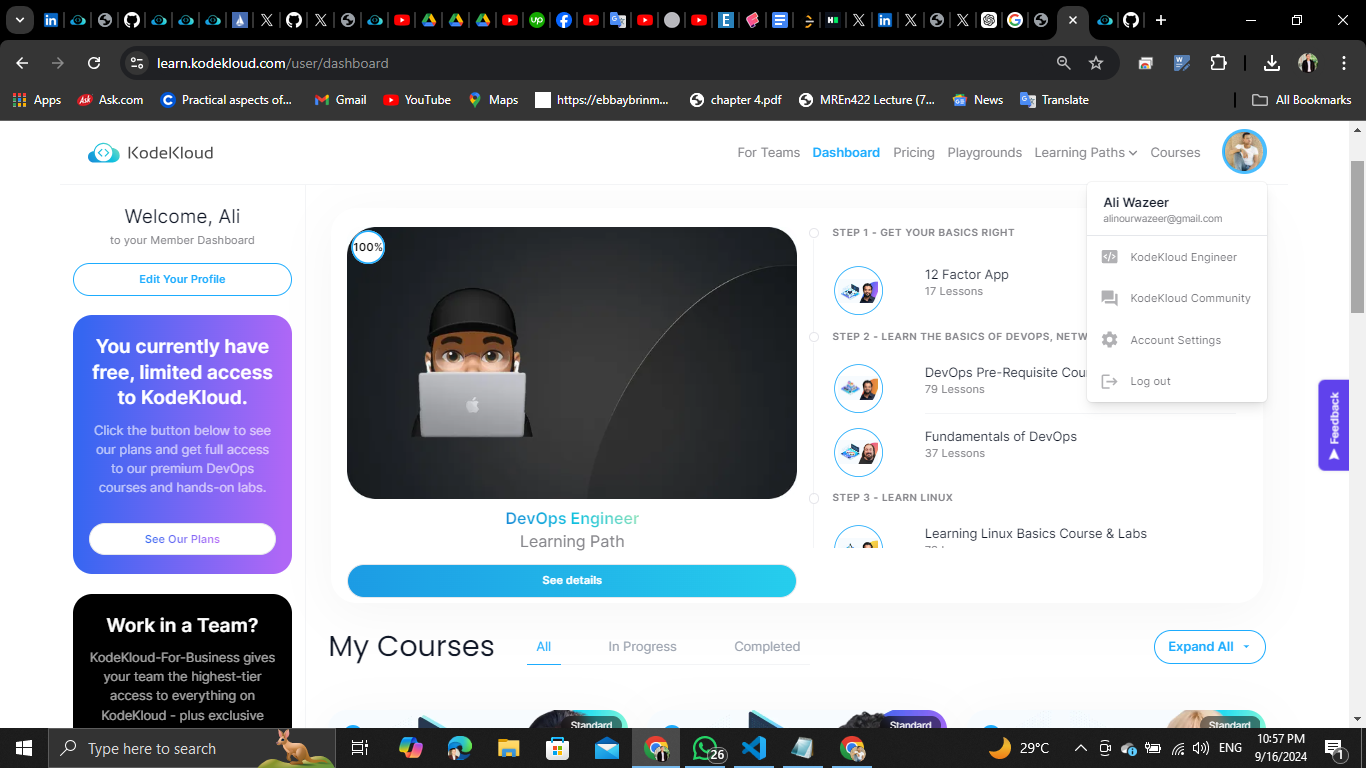 learn.kodekloud.com/user/dashboard
Apps
Ask.com
Practical aspects of...
Gmail
YouTube
Maps
https://ebbaybrinm...
chapter 4.pdf
MREn422 Lecture (7...
News
Translate
All Bookmarks
KodeKloud
For Teams
Dashboard
Pricing
Playgrounds
Learning Paths
Courses
Welcome, Ali
to your Member Dashboard
Edit Your Profile
You currently have
free, limited access
to KodeKloud.
Click the button below to see
our plans and get full access
to our premium DevOps
courses and hands-on labs.
See Our Plans
Work in a Team?
KodeKloud-For-Business gives
your team the highest-tier
access to everything on
KodeKloud - plus exclusive
100%
DevOps Engineer
Learning Path
See details
STEP 1 - GET YOUR BASICS RIGHT
12 Factor App
17 Lessons
STEP 2 - LEARN THE BASICS OF DEVOPS, NETW
DevOps Pre-Requisite Cou
79 Lessons
Fundamentals of DevOps
37 Lessons
STEP 3 - LEARN LINUX
Learning Linux Basics Course & Labs
Ali Wazeer
alinourwazeer@gmail.com
KodeKloud Engineer
KodeKloud Community
Account Settings
Log out
Feedback
My Courses
All
In Progress
Completed
Expand All
Standard
Standard
Standard
Type here to search
26
29°C
ENG
10:57 PM
9/16/2024
1